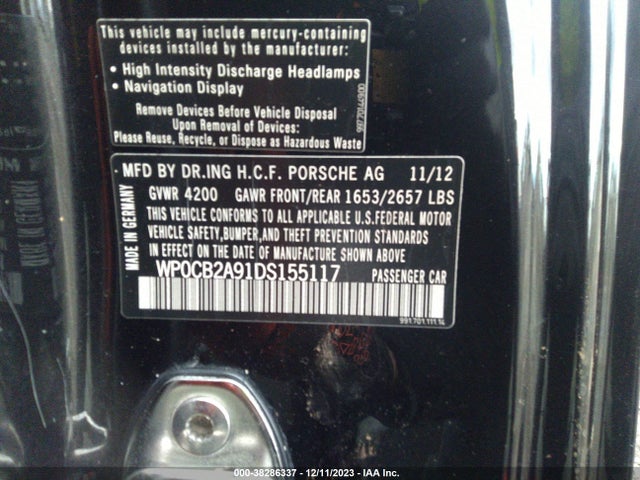 This vehicle may include mercury-containing
devices installed by the manufacturer:
• High Intensity Discharge Headlamps
• Navigation Display
Remove Devices Before Vehicle Disposal
Upon Removal of Devices:
Please Reuse, Recycle, or Dispose as Hazardous Waste
MADE IN GERMANY
MFD BY DR.ING H.C.F. PORSCHE AG 11/12
GVWR 4200 GAWR FRONT/REAR 1653/2657 LBS
THIS VEHICLE CONFORMS TO ALL APPLICABLE U.S.FEDERAL MOTOR
VEHICLE SAFETY,BUMPER,AND THEFT PREVENTION STANDARDS
IN EFFECT ON THE DATE OF MANUFACTURE SHOWN ABOVE
WP0CB2A91DS155117 PASSENGER CAR
991.701.111.14
000-38286337 - 12/11/2023 - IAA Inc.